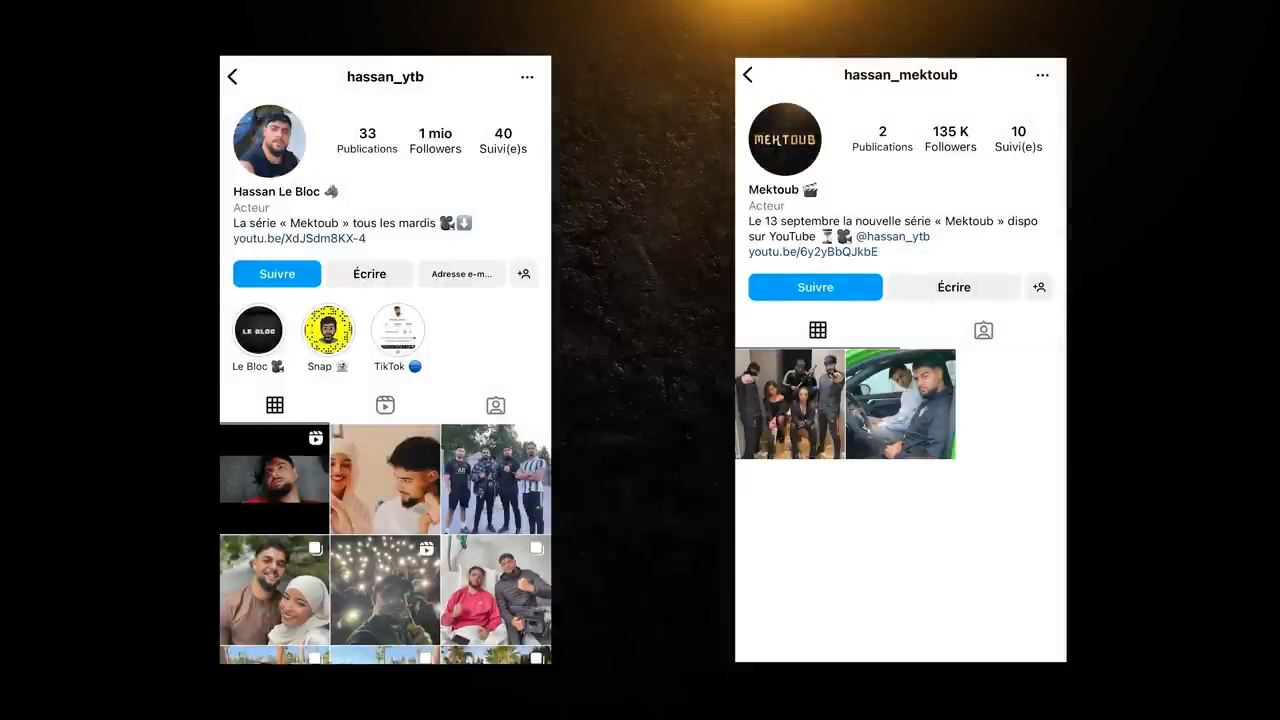 hassan_ytb
33
1 mio
40
Publications
Followers
Suivi(e)s
Hassan Le Bloc 🐴
Acteur
La série « Mektoub » tous les mardis 🎥⬇️
youtu.be/XdJSdm8KX-4
Suivre
Écrire
Adresse e-m...
LE BLOC
Le Bloc 🎥
Snap 👻
TikTok 🔵
hassan_mektoub
MEKTOUB
2
135 K
10
Publications
Followers
Suivi(e)s
Mektoub 🎬
Acteur
Le 13 septembre la nouvelle série « Mektoub » dispo
sur YouTube ⏳🎥 @hassan_ytb
youtu.be/6y2yBbQJkbE
Suivre
Écrire